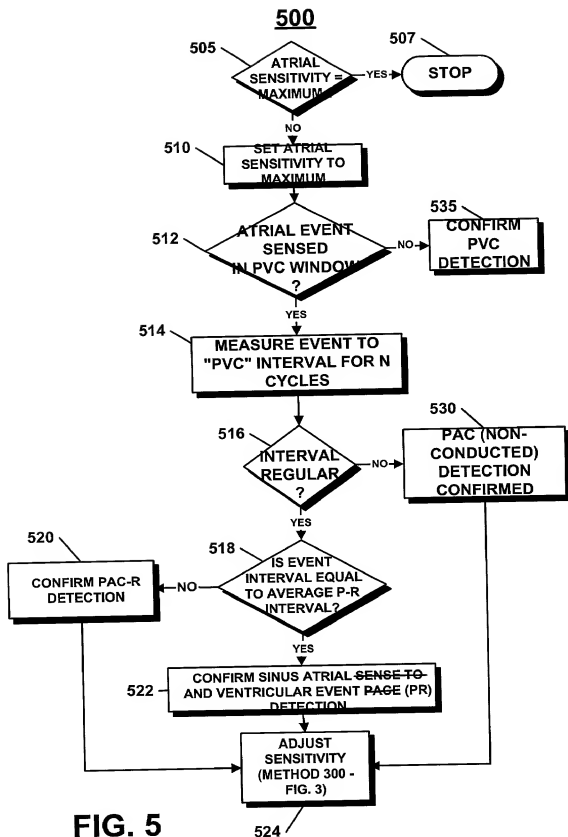 500
505
507
ATRIAL
SENSITIVITY =
MAXIMUM
YES
STOP
NO
510
SET ATRIAL
SENSITIVITY TO
MAXIMUM
512
ATRIAL EVENT
SENSED
IN PVC WINDOW
?
NO
535
CONFIRM
PVC
DETECTION
YES
514
MEASURE EVENT TO
"PVC" INTERVAL FOR N
CYCLES
516
INTERVAL
REGULAR
?
NO
530
PAC (NON-
CONDUCTED)
DETECTION
CONFIRMED
YES
518
IS EVENT
INTERVAL EQUAL
TO AVERAGE P-R
INTERVAL?
NO
520
CONFIRM PAC-R
DETECTION
YES
522
CONFIRM SINUS ATRIAL SENSE TO
AND VENTRICULAR EVENT PACE (PR)
DETECTION
ADJUST
SENSITIVITY
(METHOD 300 -
FIG. 3)
524
FIG. 5